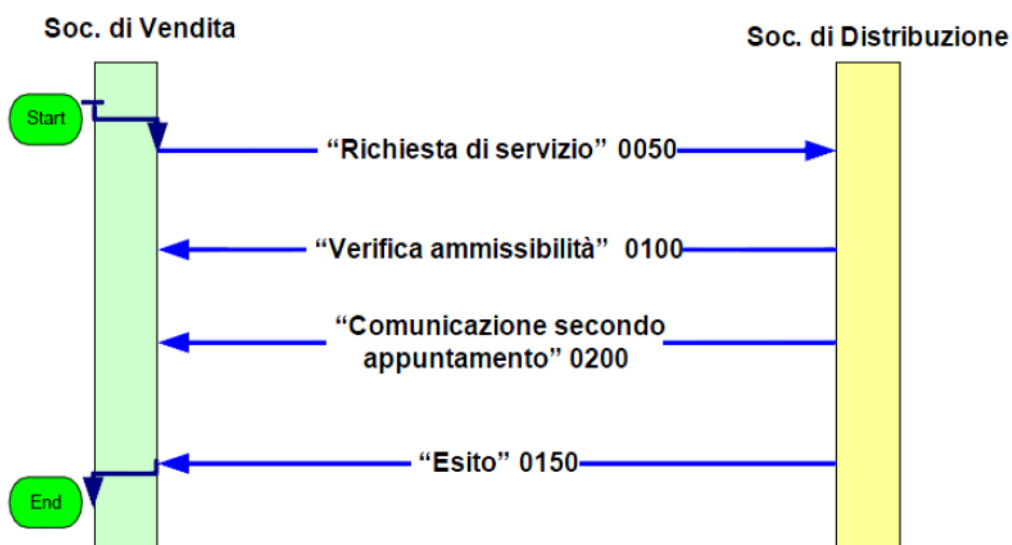 Soc. di Vendita
Soc. di Distribuzione
Start
“Richiesta di servizio” 0050
“Verifica ammissibilità” 0100
“Comunicazione secondo
appuntamento” 0200
“Esito” 0150
End